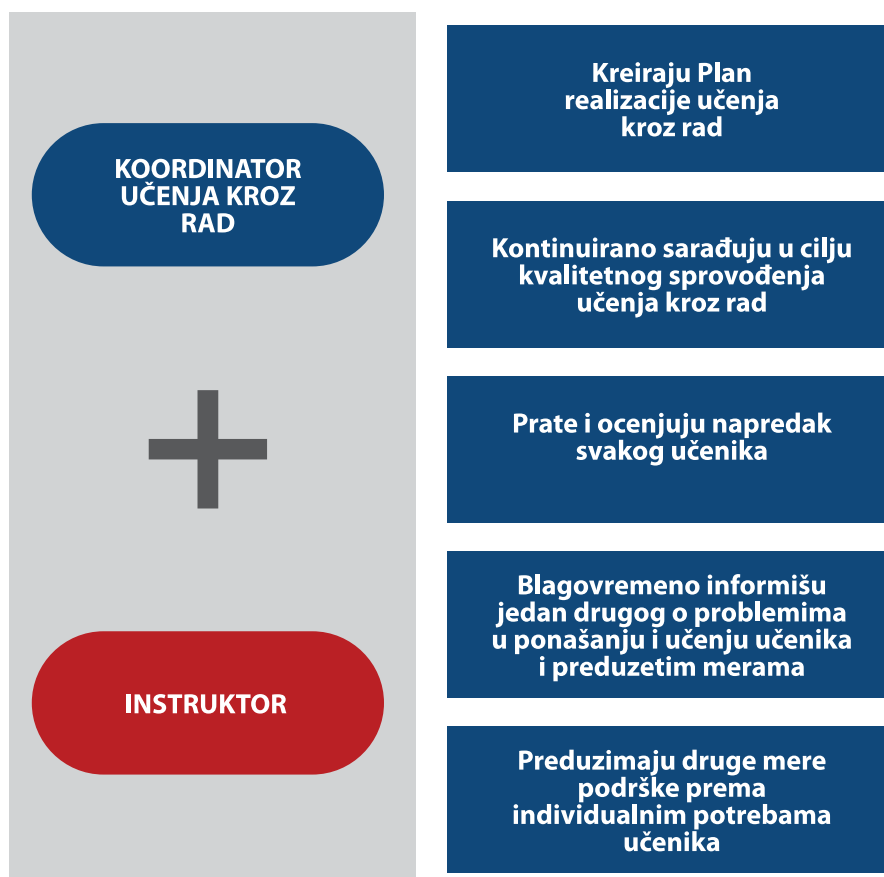 KOORDINATOR
UČENJA KROZ
RAD
INSTRUKTOR
Kreiraju Plan
realizacije učenja
kroz rad
Kontinuirano sarađuju u cilju
kvalitetnog sprovođenja
učenja kroz rad
Prate i ocenjuju napredak
svakog učenika
Blagovremeno informišu
jedan drugog o problemima
u ponašanju i učenju učenika
i preduzetim merama
Preduzimaju druge mere
podrške prema
individualnim potrebama
učenika